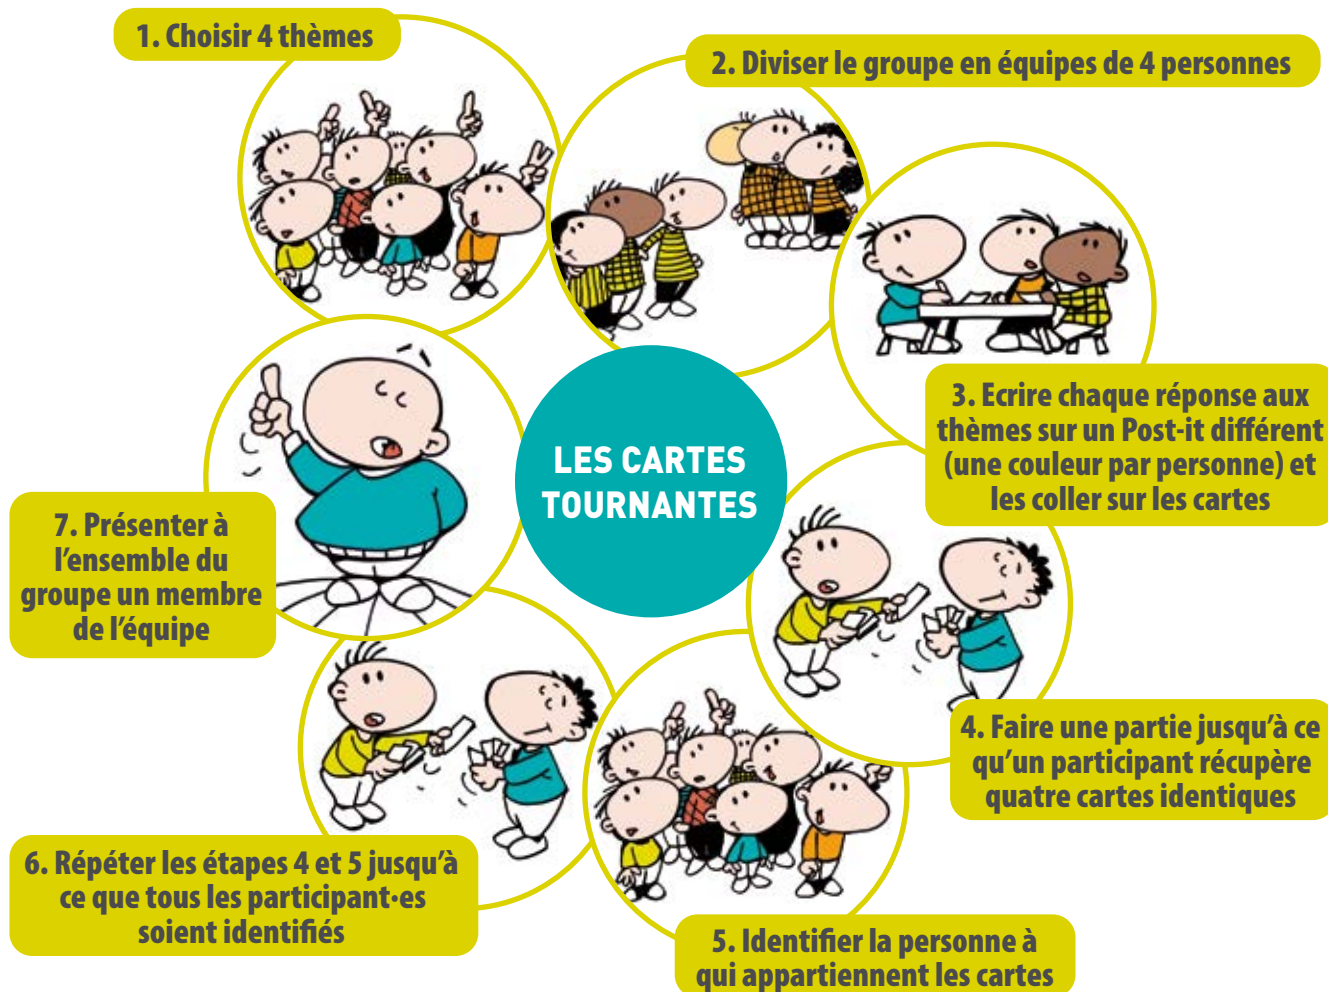 1. Choisir 4 thèmes
2. Diviser le groupe en équipes de 4 personnes
3. Ecrire chaque réponse aux
thèmes sur un Post-it différent
(une couleur par personne) et
les coller sur les cartes
LES CARTES
TOURNANTES
4. Faire une partie jusqu'à ce
qu'un participant récupère
quatre cartes identiques
5. Identifier la personne à
qui appartiennent les cartes
6. Répéter les étapes 4 et 5 jusqu'à
ce que tous les participant·es
soient identifiés
7. Présenter à
l'ensemble du
groupe un membre
de l'équipe